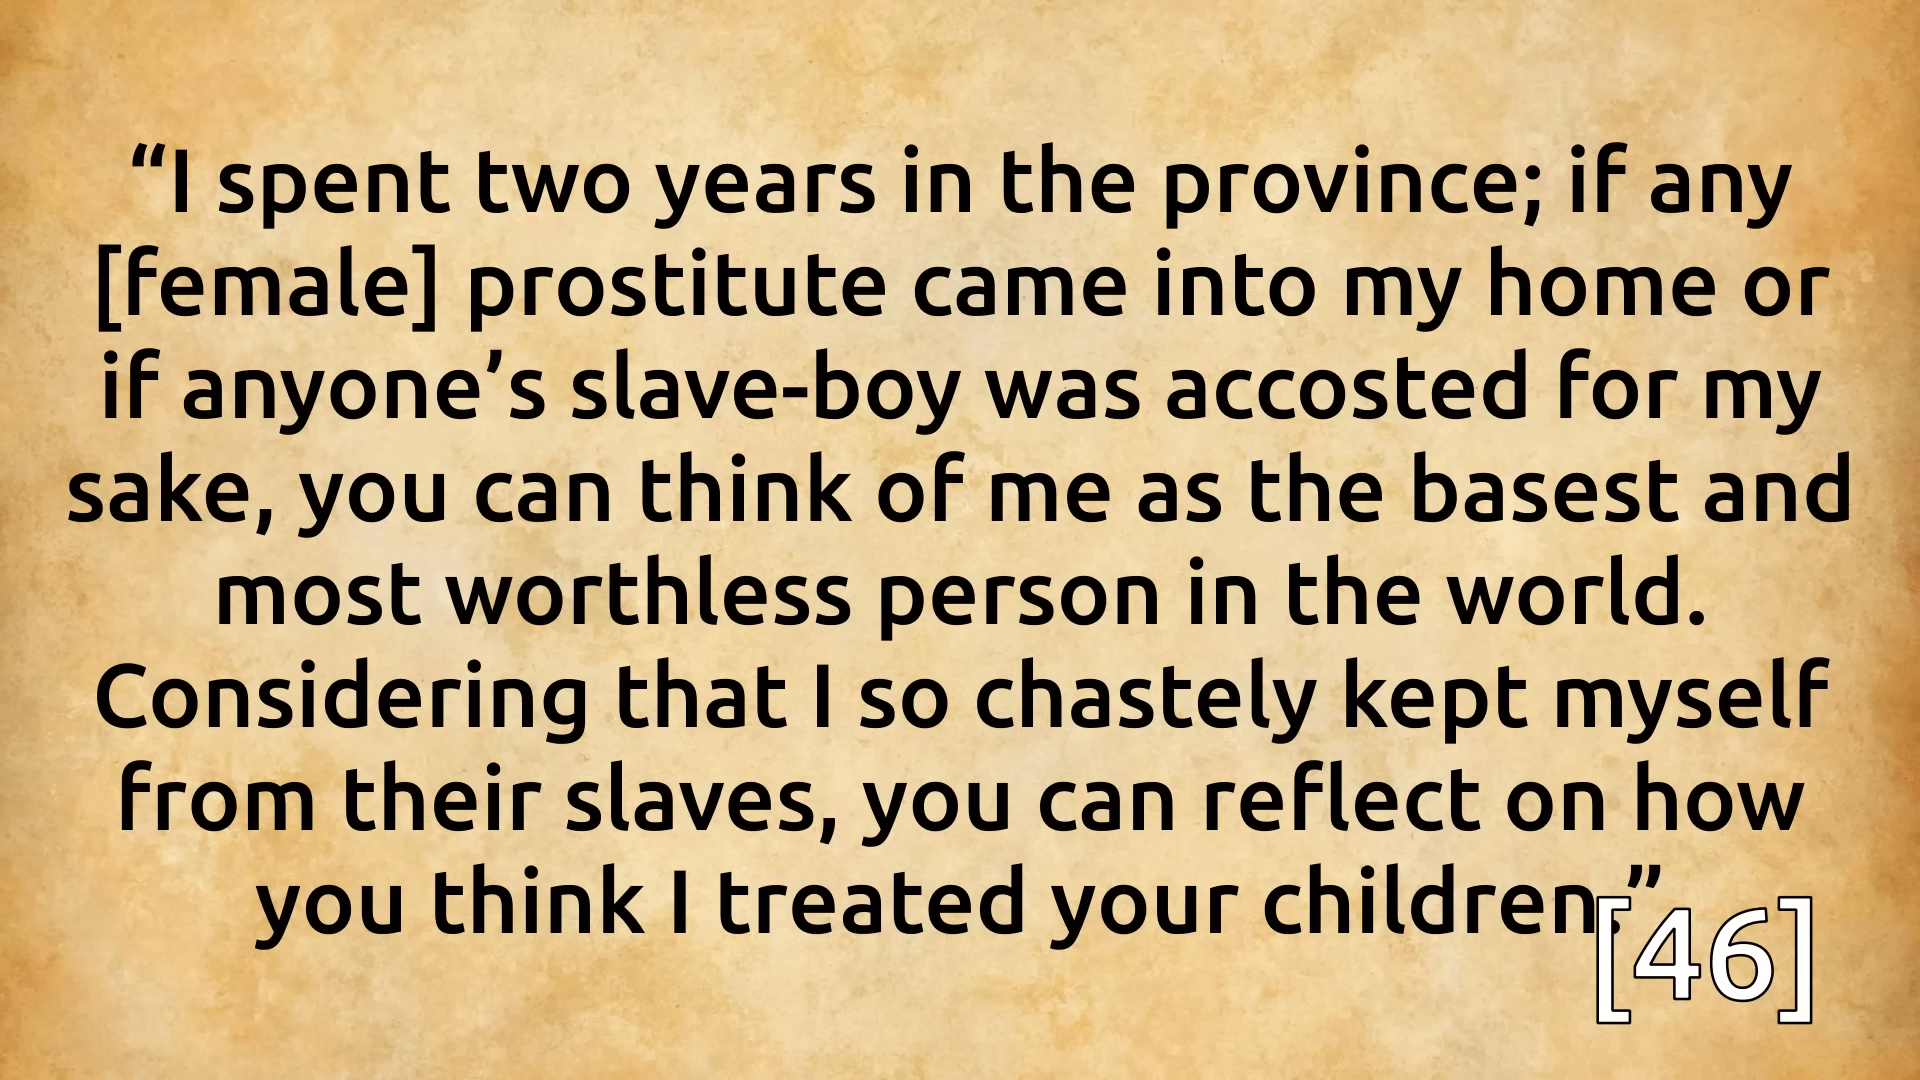 “I spent two years in the province; if any
[female] prostitute came into my home or
if anyone’s slave-boy was accosted for my
sake, you can think of me as the basest and
most worthless person in the world.
Considering that I so chastely kept myself
from their slaves, you can reflect on how
you think I treated your children.”
[46]